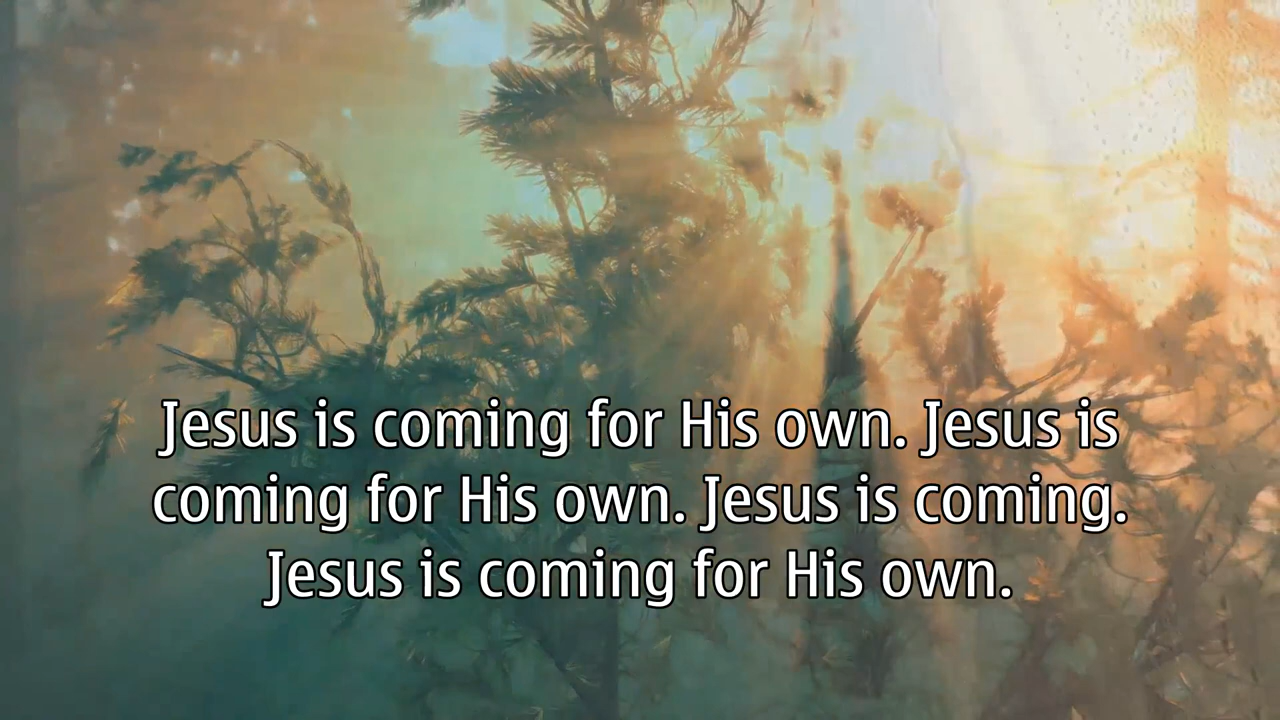 Jesus is coming for His own. Jesus is
coming for His own. Jesus is coming.
Jesus is coming for His own.